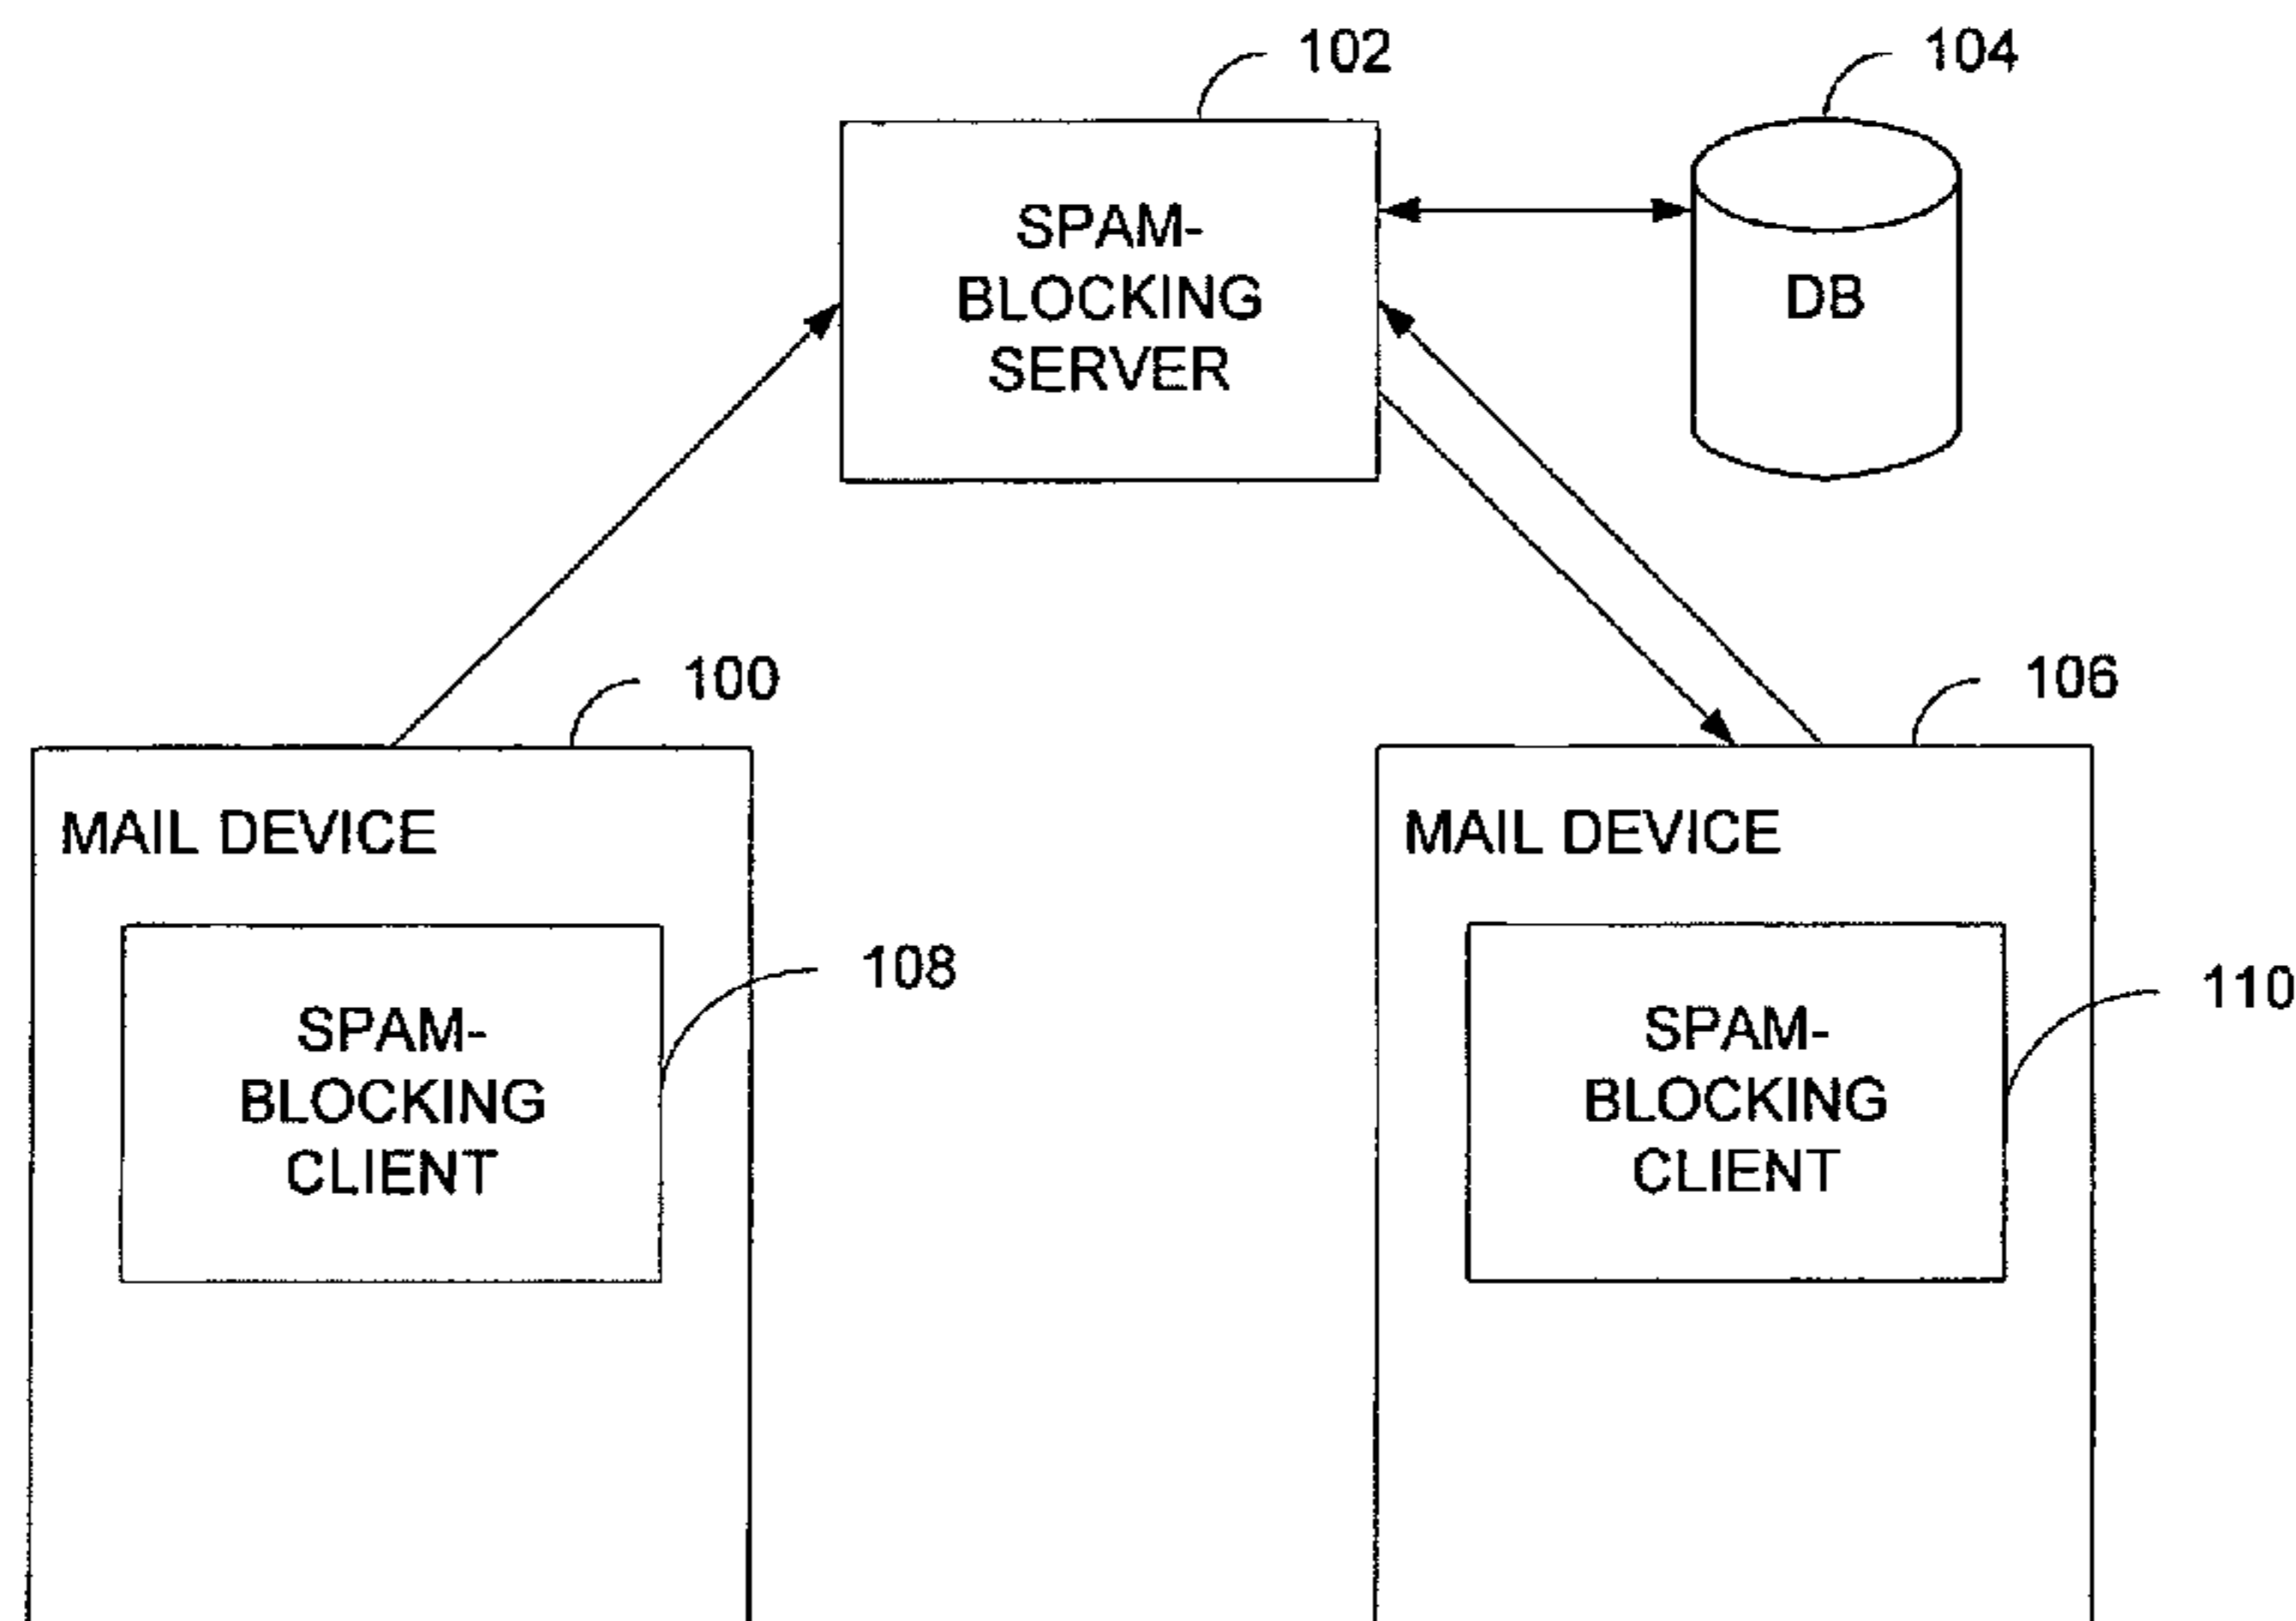 102
104
SPAM-
BLOCKING
SERVER
DB
100
106
MAIL DEVICE
MAIL DEVICE
108
110
SPAM-
BLOCKING
CLIENT
SPAM-
BLOCKING
CLIENT